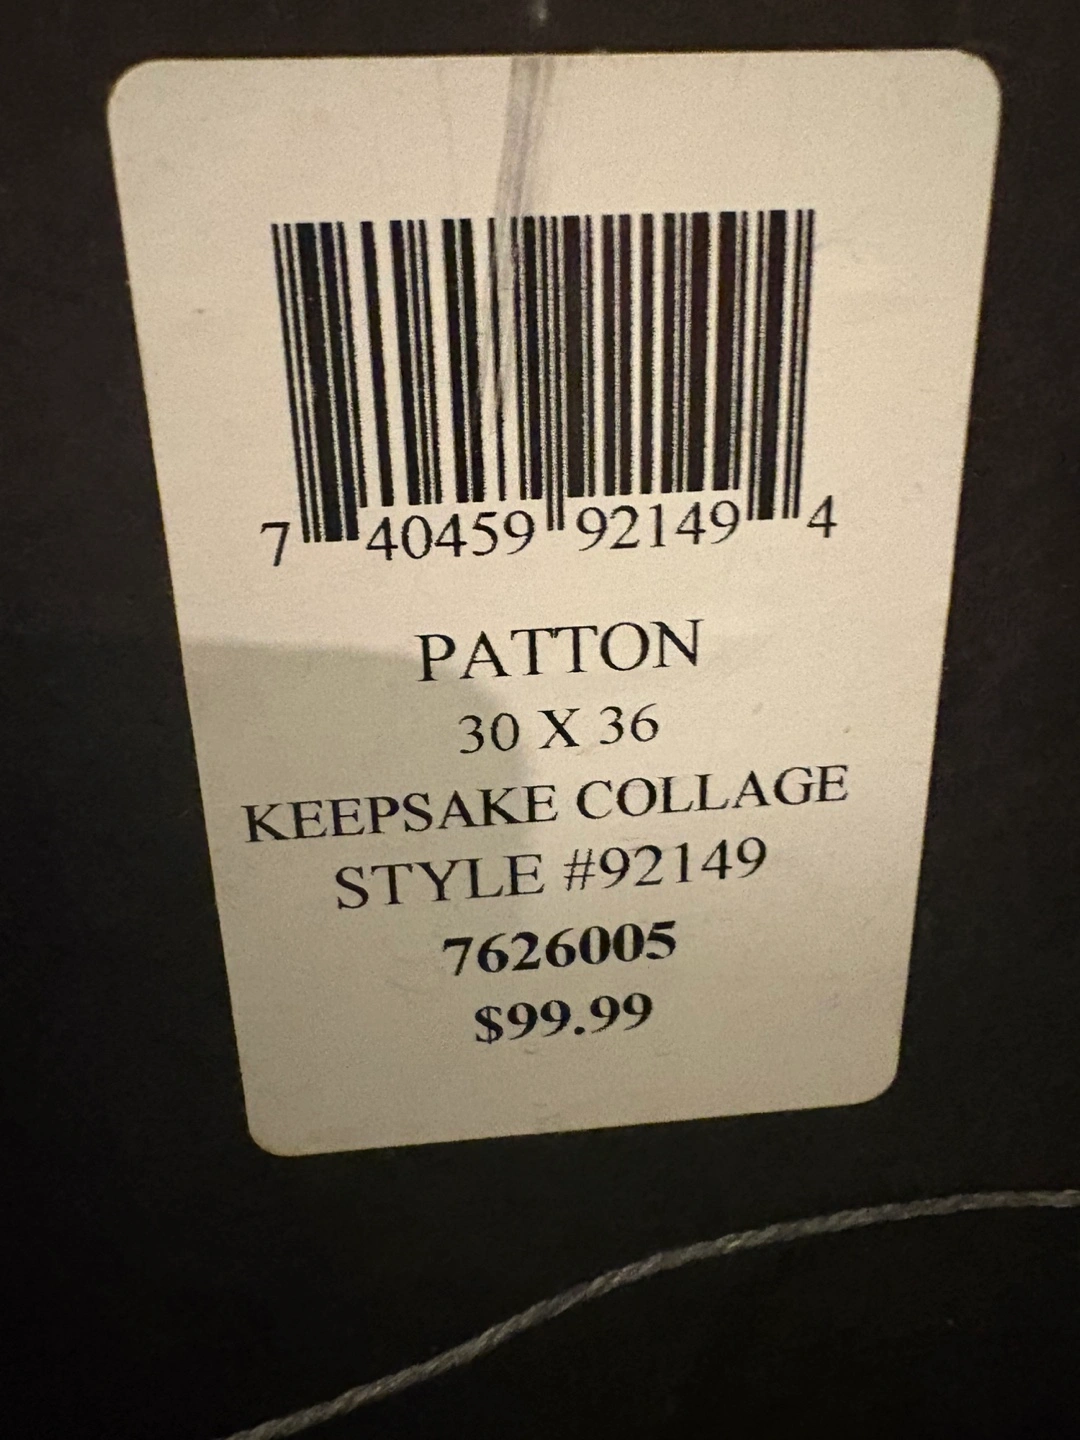 7 40459 92149 4
PATTON
30 X 36
KEEPSAKE COLLAGE
STYLE #92149
7626005
$99.99